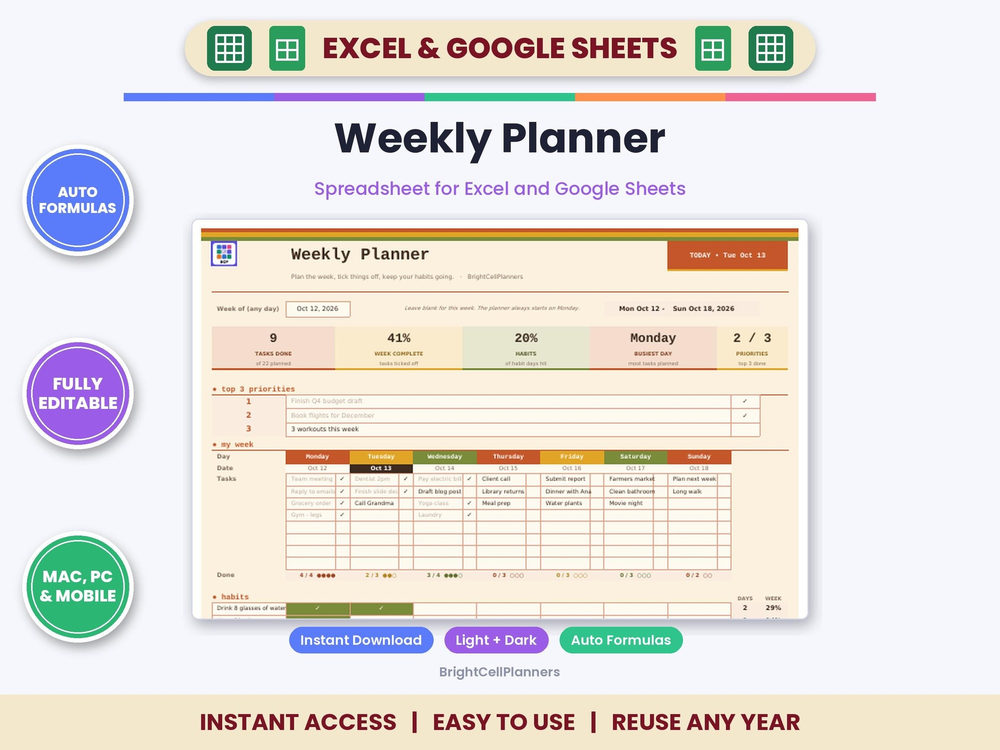 EXCEL & GOOGLE SHEETS
Weekly Planner
Spreadsheet for Excel and Google Sheets
AUTO
FORMULAS
FULLY
EDITABLE
MAC, PC
& MOBILE
BCP
Weekly Planner
TODAY • Tue Oct 13
Plan the week, tick things off, keep your habits going. · BrightCellPlanners
Week of (any day) Oct 12, 2026 Leave blank for this week. The planner always starts on Monday. Mon Oct 12 - Sun Oct 18, 2026
9 41% 20% Monday 2 / 3
TASKS DONE WEEK COMPLETE HABITS BUSIEST DAY PRIORITIES
of 22 planned tasks ticked off of habit days hit most tasks planned top 3 done
top 3 priorities
1 Finish Q4 budget draft ✓
2 Book flights for December ✓
3 3 workouts this week
my week
Day Monday Tuesday Wednesday Thursday Friday Saturday Sunday
Date Oct 12 Oct 13 Oct 14 Oct 15 Oct 16 Oct 17 Oct 18
Tasks Team meeting ✓ Dentist 2pm ✓ Pay electric bil ✓ Client call Submit report Farmers market Plan next week
Reply to emails ✓ Finish slide de ✓ Draft blog post Library returns Dinner with Ana Clean bathroom Long walk
Grocery order ✓ Call Grandma Yoga class ✓ Meal prep Water plants Movie night
Gym - legs ✓ Laundry ✓
Done 4 / 4 ●●●● 2 / 3 ●●○ 3 / 4 ●●●○ 0 / 3 ○○○ 0 / 3 ○○○ 0 / 3 ○○○ 0 / 2 ○○
habits DAYS WEEK
Drink 8 glasses of water ✓ ✓ 2 29%
Instant Download Light + Dark Auto Formulas
BrightCellPlanners
INSTANT ACCESS | EASY TO USE | REUSE ANY YEAR